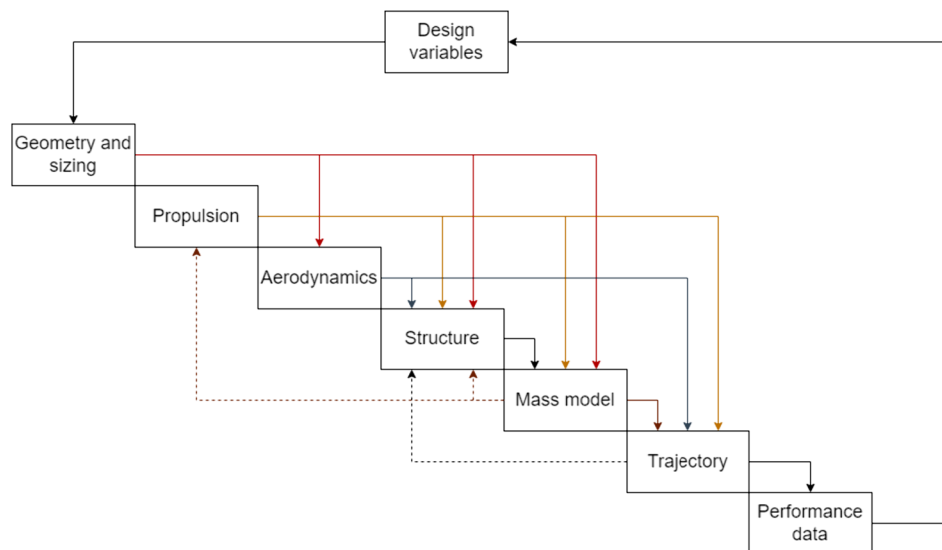 Design
variables
Geometry and
sizing
Propulsion
Aerodynamics
Structure
Mass model
Trajectory
Performance
data